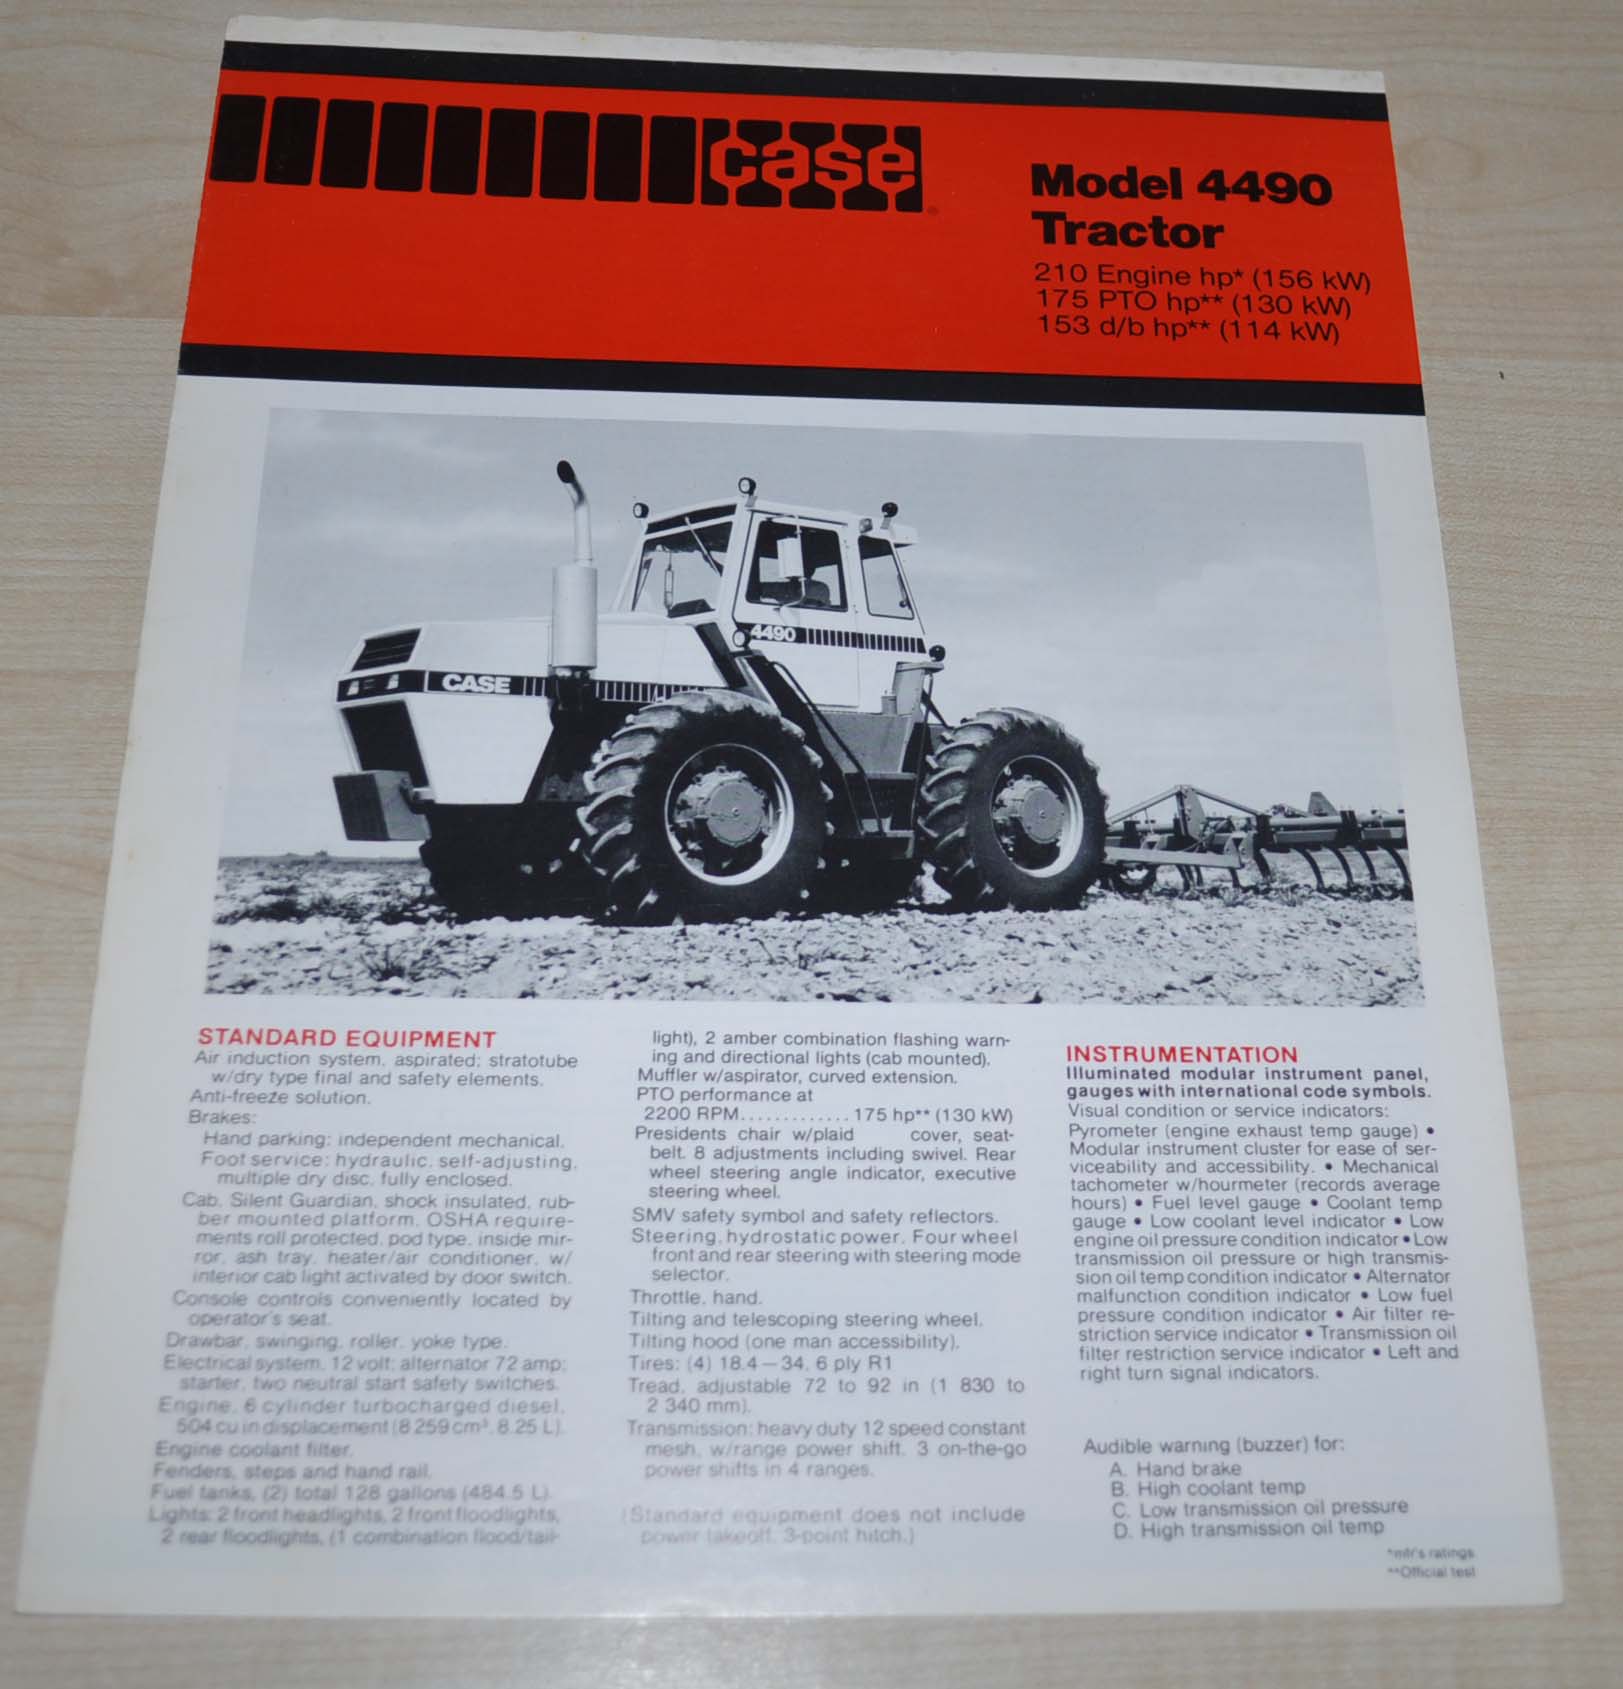 case
Model 4490
Tractor
210 Engine hp* (156 kW)
175 PTO hp** (130 kW)
153 d/b hp** (114 kW)
4490
CASE
STANDARD EQUIPMENT
Air induction system, aspirated; stratotube
w/dry type final and safety elements.
Anti-freeze solution.
Brakes:
Hand parking: independent mechanical.
Foot service: hydraulic, self-adjusting,
multiple dry disc, fully enclosed.
Cab, Silent Guardian, shock insulated, rub-
ber mounted platform, OSHA require-
ments roll protected, pod type, inside mir-
ror, ash tray, heater/air conditioner, w/
interior cab light activated by door switch.
Console controls conveniently located by
operator's seat.
Drawbar, swinging, roller, yoke type.
Electrical system, 12 volt; alternator 72 amp;
starter, two neutral start safety switches.
Engine, 6 cylinder turbocharged diesel,
504 cu in displacement (8 259 cm³, 8.25 L).
Engine coolant filter.
Fenders, steps and hand rail.
Fuel tanks, (2) total 128 gallons (484.5 L).
Lights: 2 front headlights, 2 front floodlights,
2 rear floodlights, (1 combination flood/tail-
light), 2 amber combination flashing warn-
ing and directional lights (cab mounted).
Muffler w/aspirator, curved extension.
PTO performance at
2200 RPM.............175 hp** (130 kW)
Presidents chair w/plaid cover, seat-
belt. 8 adjustments including swivel. Rear
wheel steering angle indicator, executive
steering wheel.
SMV safety symbol and safety reflectors.
Steering, hydrostatic power. Four wheel
front and rear steering with steering mode
selector.
Throttle, hand.
Tilting and telescoping steering wheel.
Tilting hood (one man accessibility).
Tires: (4) 18.4—34, 6 ply R1
Tread, adjustable 72 to 92 in (1 830 to
2 340 mm).
Transmission: heavy duty 12 speed constant
mesh, w/range power shift. 3 on-the-go
power shifts in 4 ranges.
(Standard equipment does not include
power takeoff, 3-point hitch.)
INSTRUMENTATION
Illuminated modular instrument panel,
gauges with international code symbols.
Visual condition or service indicators:
Pyrometer (engine exhaust temp gauge) •
Modular instrument cluster for ease of ser-
viceability and accessibility. • Mechanical
tachometer w/hourmeter (records average
hours) • Fuel level gauge • Coolant temp
gauge • Low coolant level indicator • Low
engine oil pressure condition indicator • Low
transmission oil pressure or high transmis-
sion oil temp condition indicator • Alternator
malfunction condition indicator • Low fuel
pressure condition indicator • Air filter re-
striction service indicator • Transmission oil
filter restriction service indicator • Left and
right turn signal indicators.
Audible warning (buzzer) for:
A. Hand brake
B. High coolant temp
C. Low transmission oil pressure
D. High transmission oil temp
*mfr's ratings
**Official test